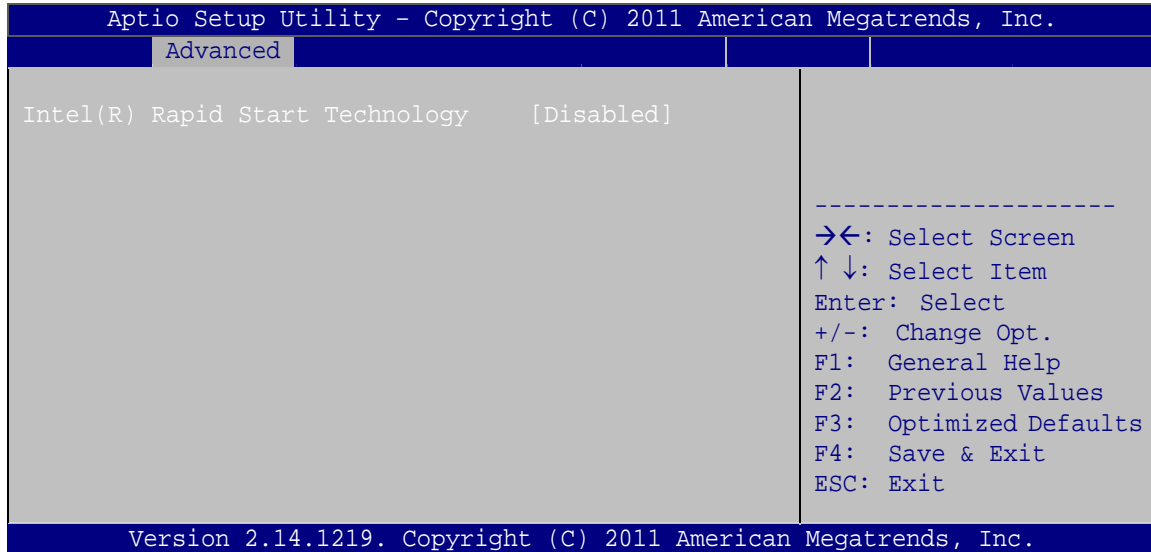 Aptio Setup Utility – Copyright (C) 2011 American Megatrends, Inc.
Advanced
Intel(R) Rapid Start Technology [Disabled]
---------------------
→←: Select Screen
↑ ↓: Select Item
Enter: Select
+/-: Change Opt.
F1: General Help
F2: Previous Values
F3: Optimized Defaults
F4: Save & Exit
ESC: Exit
Version 2.14.1219. Copyright (C) 2011 American Megatrends, Inc.